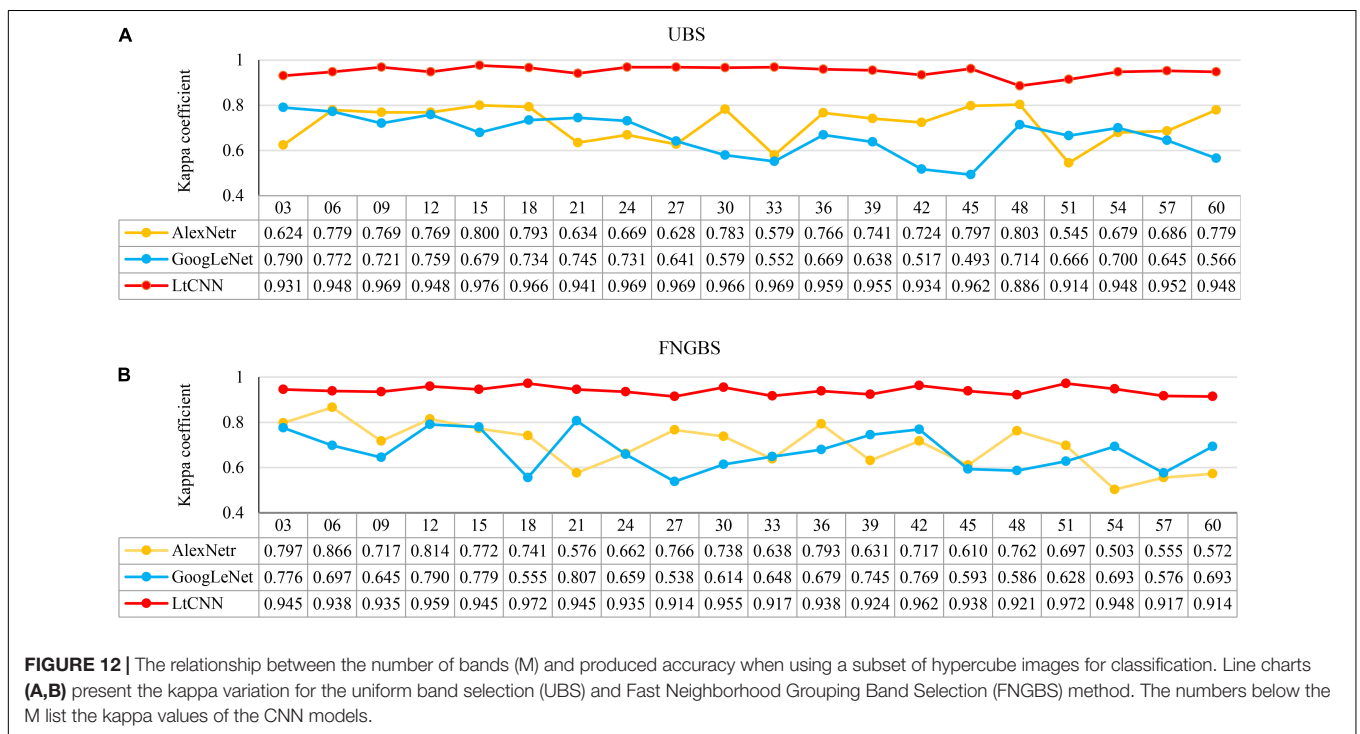 A
UBS
Kappa coefficient
1
0.8
0.6
0.4
03 06 09 12 15 18 21 24 27 30 33 36 39 42 45 48 51 54 57 60
AlexNetr 0.624 0.779 0.769 0.769 0.800 0.793 0.634 0.669 0.628 0.783 0.579 0.766 0.741 0.724 0.797 0.803 0.545 0.679 0.686 0.779
GoogLeNet 0.790 0.772 0.721 0.759 0.679 0.734 0.745 0.731 0.641 0.579 0.552 0.669 0.638 0.517 0.493 0.714 0.666 0.700 0.645 0.566
LtCNN 0.931 0.948 0.969 0.948 0.976 0.966 0.941 0.969 0.969 0.966 0.969 0.959 0.955 0.934 0.962 0.886 0.914 0.948 0.952 0.948
FNGBS
B
Kappa coefficient
1
0.8
0.6
0.4
03 06 09 12 15 18 21 24 27 30 33 36 39 42 45 48 51 54 57 60
AlexNetr 0.797 0.866 0.717 0.814 0.772 0.741 0.576 0.662 0.766 0.738 0.638 0.793 0.631 0.717 0.610 0.762 0.697 0.503 0.555 0.572
GoogLeNet 0.776 0.697 0.645 0.790 0.779 0.555 0.807 0.659 0.538 0.614 0.648 0.679 0.745 0.769 0.593 0.586 0.628 0.693 0.576 0.693
LtCNN 0.945 0.938 0.935 0.959 0.945 0.972 0.945 0.935 0.914 0.955 0.917 0.938 0.924 0.962 0.938 0.921 0.972 0.948 0.917 0.914
FIGURE 12 | The relationship between the number of bands (M) and produced accuracy when using a subset of hypercube images for classification. Line charts
(A,B) present the kappa variation for the uniform band selection (UBS) and Fast Neighborhood Grouping Band Selection (FNGBS) method. The numbers below the
M list the kappa values of the CNN models.